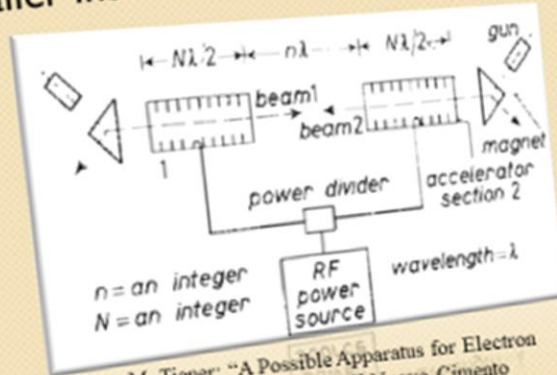 Nλ/2 nλ Nλ/2
gun
beam1
beam2
magnet
1
accelerator
section 2
power divider
n = an integer
N = an integer
RF
power
source
wavelength = λ
M. Tigner: "A Possible Apparatus for Electron
Cimento